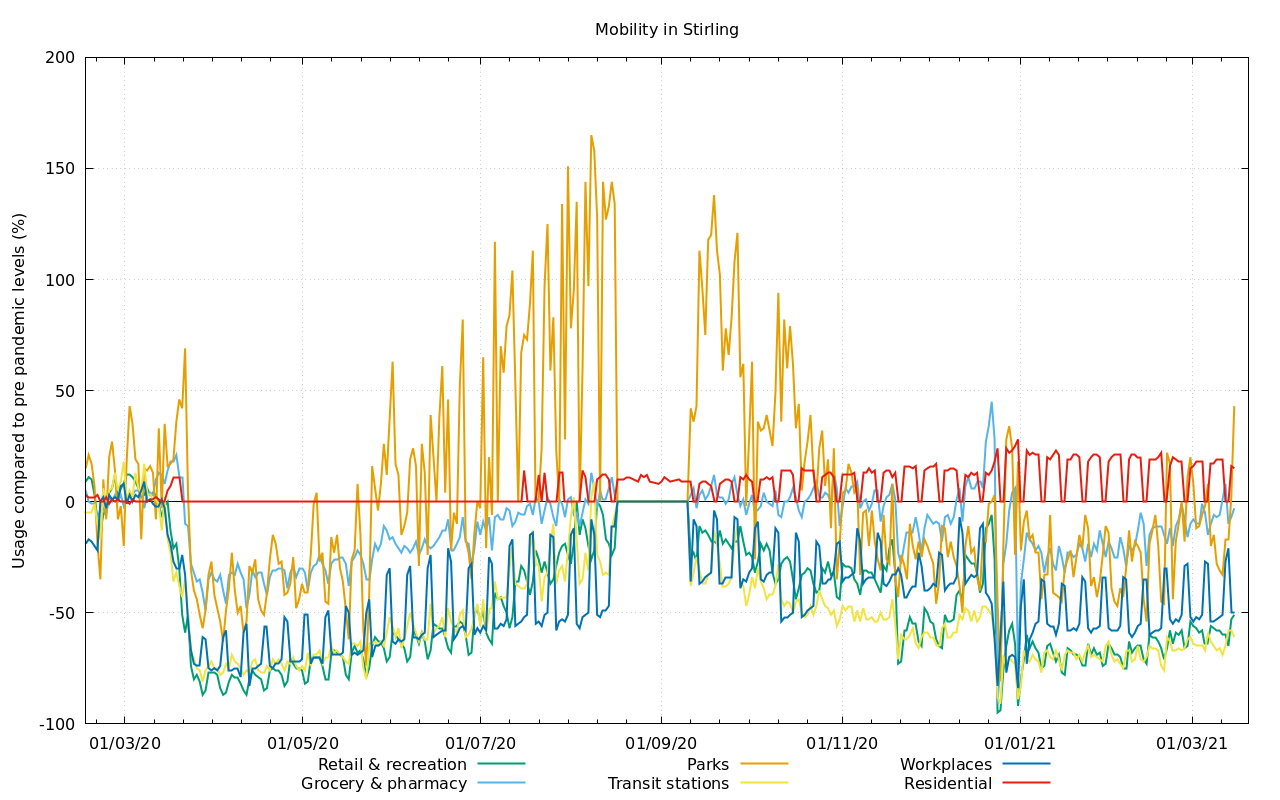 Mobility in Stirling
Usage compared to pre pandemic levels (%)
200
150
100
50
0
-50
-100
01/03/20 01/05/20 01/07/20 01/09/20 01/11/20 01/01/21 01/03/21
Retail & recreation Parks Workplaces
Grocery & pharmacy Transit stations Residential